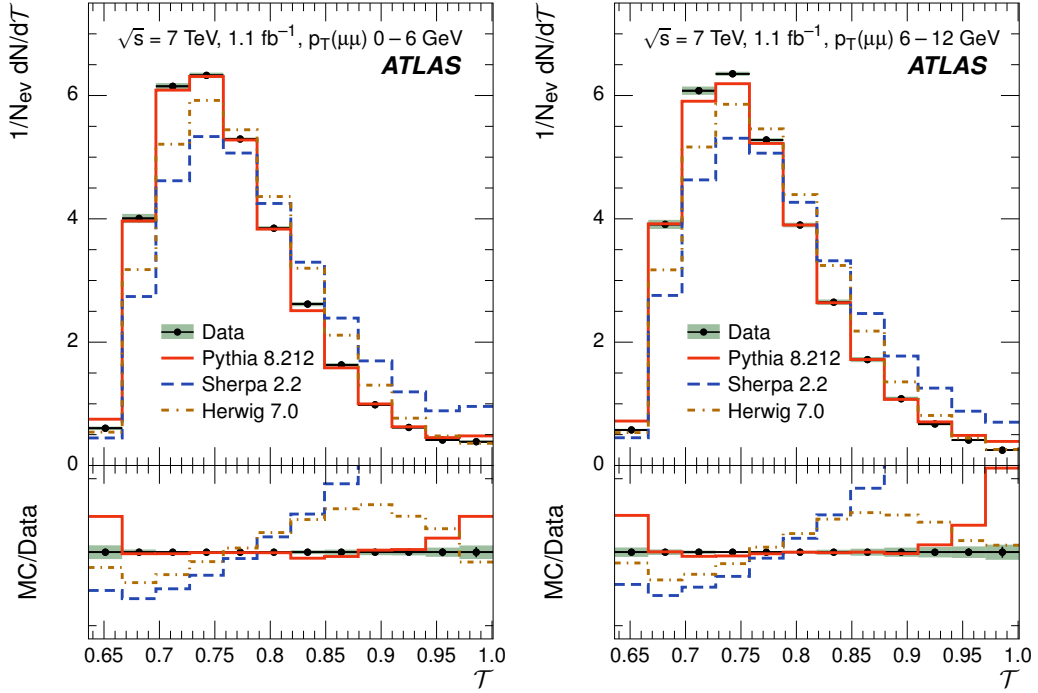 √s = 7 TeV, 1.1 fb⁻¹, p_T(μμ) 0 – 6 GeV
ATLAS
1/N_ev dN/dT
6
4
2
0
Data
Pythia 8.212
Sherpa 2.2
Herwig 7.0
MC/Data
0.65 0.7 0.75 0.8 0.85 0.9 0.95 1.0
T
√s = 7 TeV, 1.1 fb⁻¹, p_T(μμ) 6 – 12 GeV
ATLAS
1/N_ev dN/dT
6
4
2
0
Data
Pythia 8.212
Sherpa 2.2
Herwig 7.0
MC/Data
0.65 0.7 0.75 0.8 0.85 0.9 0.95 1.0
T